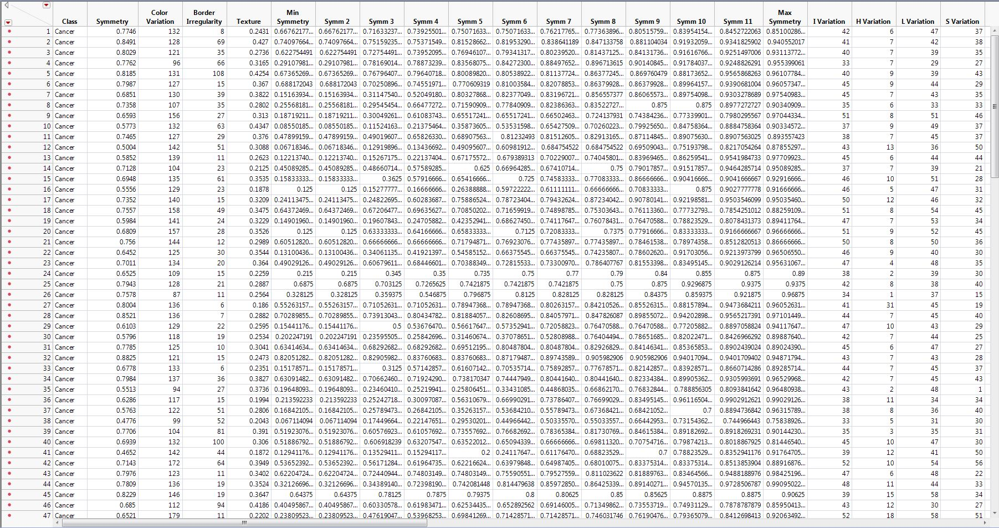 Class Symmetry Color Variation Border Irregularity Texture Min Symmetry Symm 2 Symm 3 Symm 4 Symm 5 Symm 6 Symm 7 Symm 8 Symm 9 Symm 10 Symm 11 Max Symmetry I Variation H Variation L Variation S Variation
1 Cancer 0.7746 132 8 0.2431 0.66762177... 0.66762177... 0.71633237... 0.73925501... 0.75071633... 0.75071633... 0.76217765... 0.77363896... 0.80515759... 0.83954154... 0.8452722063 0.85100286... 42 6 47 37
2 Cancer 0.8491 128 69 0.427 0.74097664... 0.74097664... 0.75159235... 0.75371549... 0.81528662... 0.81953290... 0.838641189 0.847133758 0.881104034 0.91932059... 0.9341825902 0.940552017 41 7 42 38
3 Cancer 0.8029 121 35 0.2736 0.622754491 0.622754491 0.72754491... 0.73952095... 0.76946107... 0.79341317... 0.80239520... 0.81437125... 0.84131736... 0.91616766... 0.9251497006 0.93113772... 40 7 39 35
4 Cancer 0.7762 96 66 0.3165 0.29107981... 0.29107981... 0.78169014... 0.78873239... 0.83568075... 0.84272300... 0.88497652... 0.896713615 0.90140845... 0.91784037... 0.9248826291 0.955399061 33 7 29 27
5 Cancer 0.8185 131 108 0.4254 0.67365269... 0.67365269... 0.76796407... 0.79640718... 0.80089820... 0.80538922... 0.81137724... 0.86377245... 0.869760479 0.88173652... 0.9565868263 0.96107784... 40 9 39 43
6 Cancer 0.7987 127 15 0.367 0.688172043 0.688172043 0.70250896... 0.74551971... 0.770609319 0.81003584... 0.82078853... 0.86379928... 0.86379928... 0.89964157... 0.9390681004 0.96057347... 45 9 44 29
7 Cancer 0.6851 130 39 0.3822 0.15163934... 0.15163934... 0.31147540... 0.52049180... 0.80327868... 0.82377049... 0.83196721... 0.856557377 0.86065573... 0.89754098... 0.9303278689 0.97540983... 45 7 43 35
8 Cancer 0.7358 107 35 0.2802 0.25568181... 0.25568181... 0.29545454... 0.66477272... 0.71590909... 0.77840909... 0.82386363... 0.83522727... 0.875 0.875 0.8977272727 0.90340909... 35 6 33 33
9 Cancer 0.6593 156 27 0.313 0.18719211... 0.18719211... 0.30049261... 0.61083743... 0.65517241... 0.65517241... 0.66502463... 0.724137931 0.74384236... 0.77339901... 0.7980295567 0.97044334... 51 8 51 46
10 Cancer 0.5773 132 63 0.4347 0.08550185... 0.08550185... 0.11524163... 0.21375464... 0.35873605... 0.53531598... 0.65427509... 0.70260223... 0.79925650... 0.84758364... 0.8884758364 0.90334572... 37 9 49 37
11 Cancer 0.7465 127 29 0.376 0.47899159... 0.47899159... 0.49019607... 0.65826330... 0.68907563... 0.81232493 0.81512605... 0.82913165... 0.87114845... 0.89075630... 0.8907563025 0.893557423 38 7 45 37
12 Cancer 0.5004 142 51 0.3088 0.06718346... 0.06718346... 0.12919896... 0.13436692... 0.49095607... 0.60981912... 0.684754522 0.684754522 0.69509043... 0.75193798... 0.8217054264 0.87855297... 43 13 36 50
13 Cancer 0.5852 139 11 0.2623 0.12213740... 0.12213740... 0.15267175... 0.22137404... 0.67175572... 0.679389313 0.70229007... 0.74045801... 0.83969465... 0.86259541... 0.9541984733 0.97709923... 45 6 44 44
14 Cancer 0.7128 104 23 0.2125 0.45089285... 0.45089285... 0.48660714... 0.57589285... 0.625 0.66964285... 0.67410714... 0.75 0.79017857... 0.91517857... 0.9464285714 0.95089285... 37 7 39 21
15 Cancer 0.6948 135 61 0.3535 0.15833333... 0.15833333... 0.3625 0.57916666... 0.65416666... 0.725 0.74583333... 0.77083333... 0.86666666... 0.90416666... 0.9041666667 0.92916666... 46 10 51 28
16 Cancer 0.5556 129 23 0.1878 0.125 0.125 0.15277777... 0.16666666... 0.26388888... 0.59722222... 0.61111111... 0.66666666... 0.70833333... 0.875 0.9027777778 0.91666666... 46 5 47 31
17 Cancer 0.7352 140 15 0.3209 0.24113475... 0.24113475... 0.24822695... 0.60283687... 0.75886524... 0.78723404... 0.79432624... 0.87234042... 0.90780141... 0.92198581... 0.9503546099 0.95035460... 50 12 46 32
18 Cancer 0.7557 158 49 0.3475 0.64372469... 0.64372469... 0.67206477... 0.69635627... 0.70850202... 0.71659919... 0.74898785... 0.75303643... 0.76113360... 0.77732793... 0.7854251012 0.88259109... 51 8 54 45
19 Cancer 0.5984 141 24 0.3229 0.14901960... 0.14901960... 0.19607843... 0.24705882... 0.42352941... 0.68627450... 0.74117647... 0.76078431... 0.76470588... 0.78823529... 0.8078431373 0.89411764... 47 7 53 34
20 Cancer 0.6809 157 28 0.3526 0.125 0.125 0.63333333... 0.64166666... 0.65833333... 0.7125 0.72083333... 0.7375 0.77916666... 0.83333333... 0.9166666667 0.96666666... 51 9 52 45
21 Cancer 0.756 144 12 0.2989 0.60512820... 0.60512820... 0.66666666... 0.66666666... 0.71794871... 0.76923076... 0.77435897... 0.77435897... 0.78461538... 0.78974358... 0.8512820513 0.86666666... 50 8 50 36
22 Cancer 0.6452 125 30 0.3544 0.13100436... 0.13100436... 0.34061135... 0.41921397... 0.54585152... 0.66375545... 0.66375545... 0.74235807... 0.78602620... 0.91703056... 0.9213973799 0.96506550... 46 9 40 30
23 Cancer 0.7011 134 20 0.364 0.49029126... 0.49029126... 0.60679611... 0.68446601... 0.70388349... 0.72815533... 0.73300970... 0.786407767 0.81553398... 0.83495145... 0.9029126214 0.95631067... 47 4 48 35
24 Cancer 0.6525 109 15 0.2259 0.215 0.215 0.345 0.35 0.735 0.75 0.77 0.79 0.84 0.855 0.875 0.89 38 2 39 30
25 Cancer 0.7943 128 21 0.2887 0.6875 0.6875 0.703125 0.7265625 0.7421875 0.7421875 0.7421875 0.75 0.875 0.9296875 0.9375 0.9375 42 8 38 40
26 Cancer 0.7578 87 11 0.2564 0.328125 0.328125 0.359375 0.546875 0.796875 0.8125 0.828125 0.828125 0.84375 0.859375 0.921875 0.96875 34 1 37 15
27 Cancer 0.8004 136 6 0.186 0.55263157... 0.55263157... 0.71052631... 0.71052631... 0.78947368... 0.78947368... 0.80263157... 0.84210526... 0.85526315... 0.88157894... 0.9473684211 0.96052631... 41 31 45 19
28 Cancer 0.8521 136 7 0.2882 0.70289855... 0.70289855... 0.73913043... 0.80434782... 0.81884057... 0.82608695... 0.84057971... 0.847826087 0.89855072... 0.94202898... 0.9565217391 0.97101449... 44 7 45 40
29 Cancer 0.6103 129 22 0.2595 0.15441176... 0.15441176... 0.5 0.53676470... 0.56617647... 0.57352941... 0.72058823... 0.76470588... 0.76470588... 0.77205882... 0.8897058824 0.94117647... 47 10 43 29
30 Cancer 0.5796 118 19 0.2534 0.202247191 0.202247191 0.23595505... 0.25842696... 0.31460674... 0.37078651... 0.52808988... 0.76404494... 0.78651685... 0.82022471... 0.8426966292 0.89887640... 42 7 44 25
31 Cancer 0.7785 125 10 0.3041 0.63414634... 0.63414634... 0.68292682... 0.68292682... 0.69512195... 0.80487804... 0.80487804... 0.82926829... 0.84146341... 0.85365853... 0.8902439024 0.89024390... 45 6 47 27
32 Cancer 0.8825 121 15 0.2473 0.82051282... 0.82051282... 0.82905982... 0.83760683... 0.83760683... 0.87179487... 0.89743589... 0.905982906 0.905982906 0.94017094... 0.9401709402 0.94871794... 43 7 43 28
33 Cancer 0.6778 133 6 0.2351 0.15178571... 0.15178571... 0.3125 0.57142857... 0.61607142... 0.70535714... 0.75892857... 0.77678571... 0.82142857... 0.83928571... 0.8660714286 0.89285714... 44 7 45 37
34 Cancer 0.7984 137 36 0.3827 0.63091482... 0.63091482... 0.70662460... 0.71924290... 0.738170347 0.74447949... 0.80441640... 0.80441640... 0.82334384... 0.89905362... 0.9305993691 0.96529968... 42 7 45 43
35 Cancer 0.5513 94 27 0.3736 0.19648093... 0.19648093... 0.23460410... 0.25219941... 0.25806451... 0.33431085... 0.44868035... 0.66862170... 0.76832844... 0.788856305 0.8093841642 0.96480938... 43 2 48 1
36 Cancer 0.6286 117 15 0.1994 0.213592233 0.213592233 0.25242718... 0.30097087... 0.56310679... 0.66990291... 0.73786407... 0.76699029... 0.83495145... 0.96116504... 0.9902912621 0.99029126... 38 11 34 34
37 Cancer 0.5763 122 51 0.2806 0.16842105... 0.16842105... 0.25789473... 0.26842105... 0.35263157... 0.53684210... 0.55789473... 0.67368421... 0.68421052... 0.7 0.8894736842 0.96315789... 38 8 36 40
38 Cancer 0.4776 99 52 0.2043 0.067114094 0.067114094 0.17449664... 0.22147651... 0.29530201... 0.44966442... 0.50335570... 0.55033557... 0.66442953... 0.73154362... 0.744966443 0.75838926... 33 5 31 30
39 Cancer 0.7706 104 81 0.391 0.51923076... 0.51923076... 0.60576923... 0.61057692... 0.73557692... 0.76682692... 0.78365384... 0.81730769... 0.84615384... 0.89182692... 0.8918269231 0.90144230... 35 3 35 31
40 Cancer 0.6939 132 100 0.306 0.51886792... 0.51886792... 0.606918239 0.63207547... 0.63522012... 0.65094339... 0.66666666... 0.69811320... 0.70754716... 0.79874213... 0.8018867925 0.81446540... 45 10 47 30
41 Cancer 0.4652 142 44 0.1872 0.12941176... 0.12941176... 0.13529411... 0.15294117... 0.2 0.24117647... 0.61176470... 0.68823529... 0.7 0.78823529... 0.8352941176 0.91764705... 39 12 41 50
42 Cancer 0.7143 172 64 0.3949 0.53652392... 0.53652392... 0.56171284... 0.61964735... 0.62216624... 0.63979848... 0.64987405... 0.68010075... 0.83375314... 0.83375314... 0.8513853904 0.88916876... 52 10 54 56
43 Cancer 0.7976 123 11 0.3402 0.62204724... 0.62204724... 0.72440944... 0.74803149... 0.74803149... 0.75590551... 0.79527559... 0.811023622 0.81889763... 0.83464566... 0.9488188976 0.98425196... 47 6 48 22
44 Cancer 0.7809 136 19 0.3524 0.32126696... 0.32126696... 0.34389140... 0.72398190... 0.742081448 0.814479638 0.85972850... 0.86425339... 0.89140271... 0.94570135... 0.9728506787 0.99095022... 48 11 44 33
45 Cancer 0.8229 146 19 0.3647 0.64375 0.64375 0.78125 0.7875 0.79375 0.8 0.80625 0.85 0.85625 0.8875 0.8875 0.90625 39 15 58 34
46 Cancer 0.685 112 94 0.4186 0.40495867... 0.40495867... 0.60330578... 0.61983471... 0.62534435... 0.652892562 0.69146005... 0.71349862... 0.73553719... 0.74931129... 0.7878787879 0.85950413... 43 12 30 27
47 Cancer 0.6521 179 11 0.2202 0.23809523... 0.23809523... 0.47619047... 0.53968253... 0.69841269... 0.71428571... 0.71428571... 0.746031746 0.76190476... 0.79365079... 0.8412698413 0.92063492... 52 18 58 51